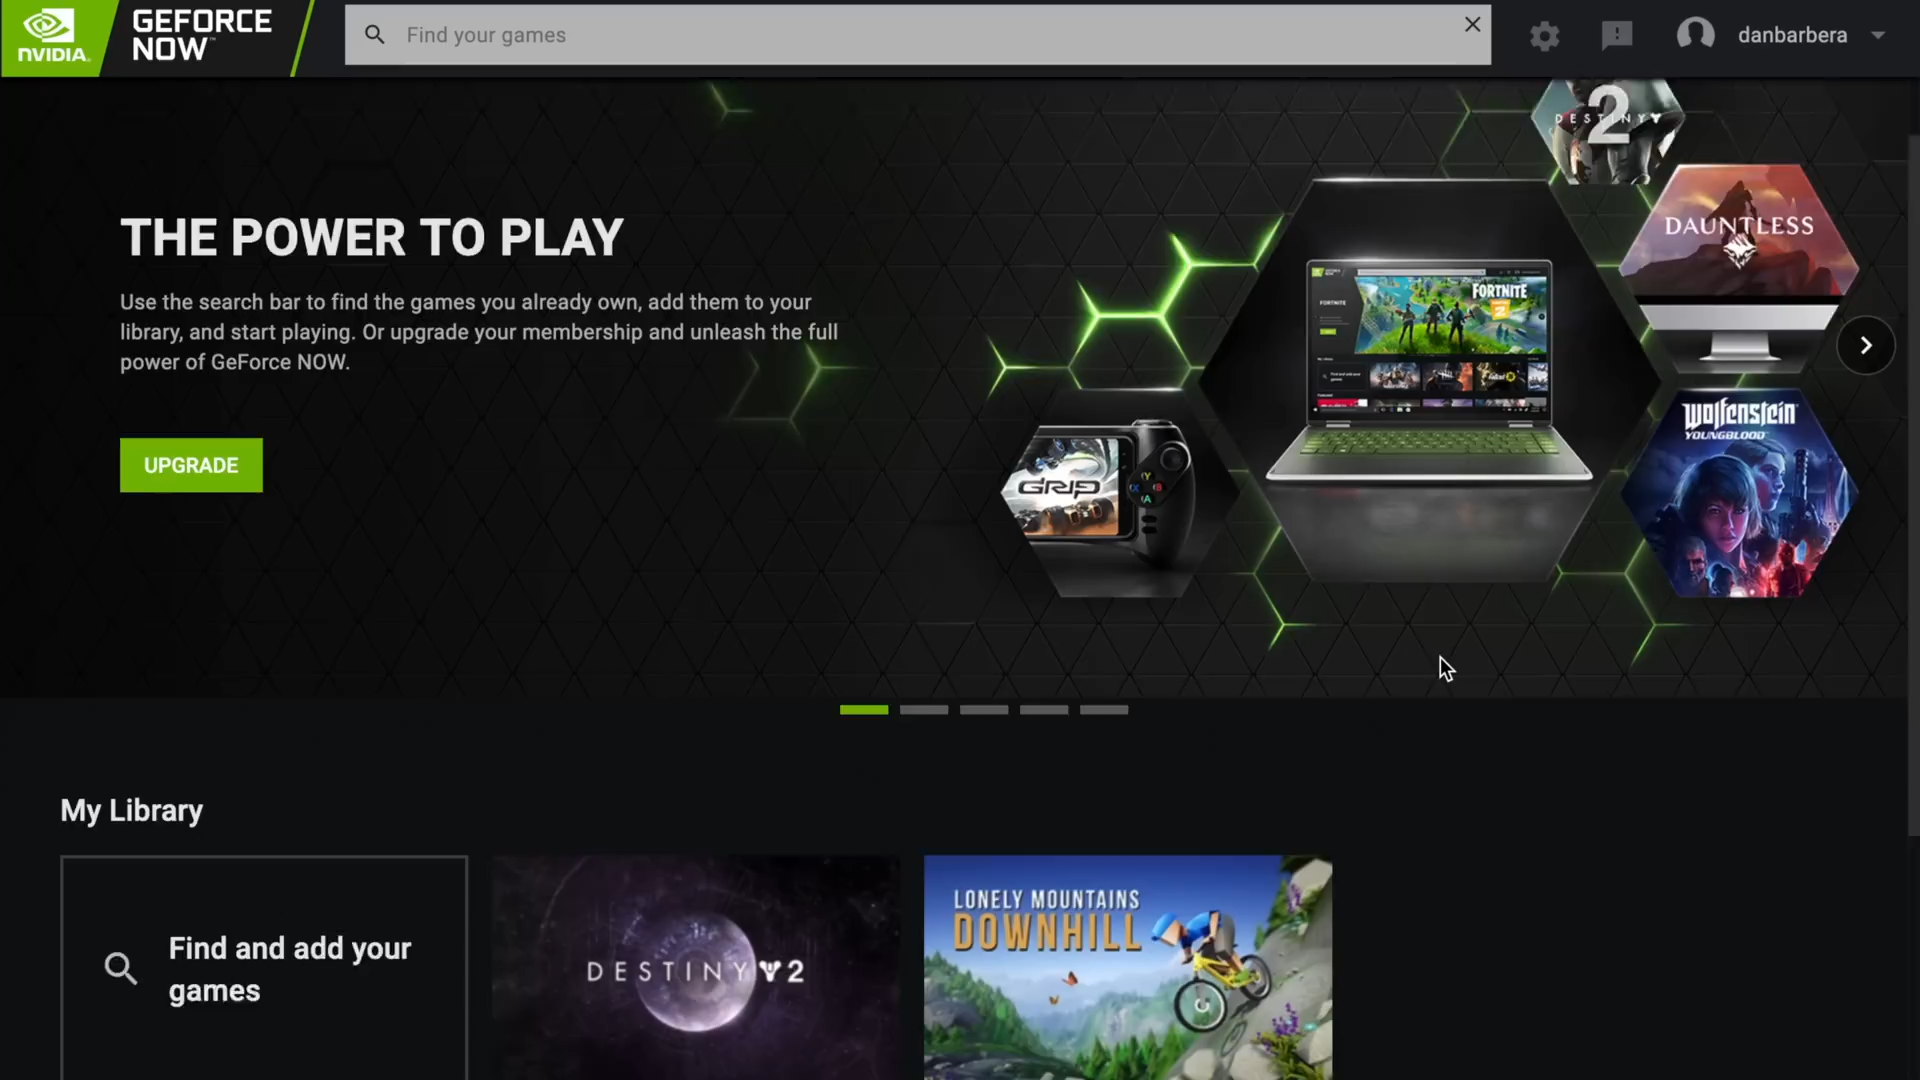 NVIDIA.
GEFORCE
NOW™
Find your games
danbarbera
THE POWER TO PLAY
Use the search bar to find the games you already own, add them to your
library, and start playing. Or upgrade your membership and unleash the full
power of GeForce NOW.
UPGRADE
2
DESTINY
DAUNTLESS
FORTNITE
2
FORTNITE
Wolfenstein
YOUNGBLOOD
GRIP
Y
X
B
A
My Library
Find and add your
games
DESTINY 2
LONELY MOUNTAINS
DOWNHILL